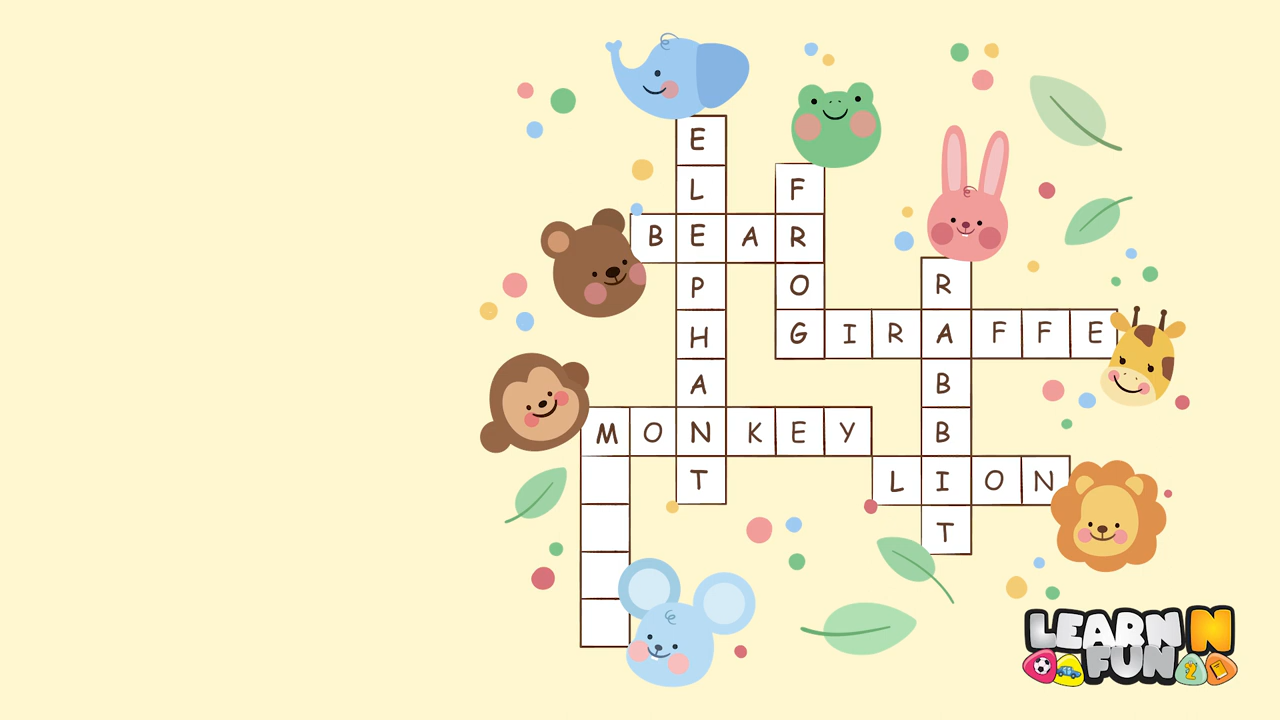 ELEPHANT
FROG
BEAR
RABBIT
GIRAFFE
MONKEY
LION
LEARN N
FUN